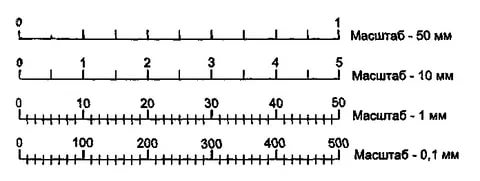 0 1
Масштаб - 50 мм
0 1 2 3 4 5
Масштаб - 10 мм
0 10 20 30 40 50
Масштаб - 1 мм
0 100 200 300 400 500
Масштаб - 0,1 мм